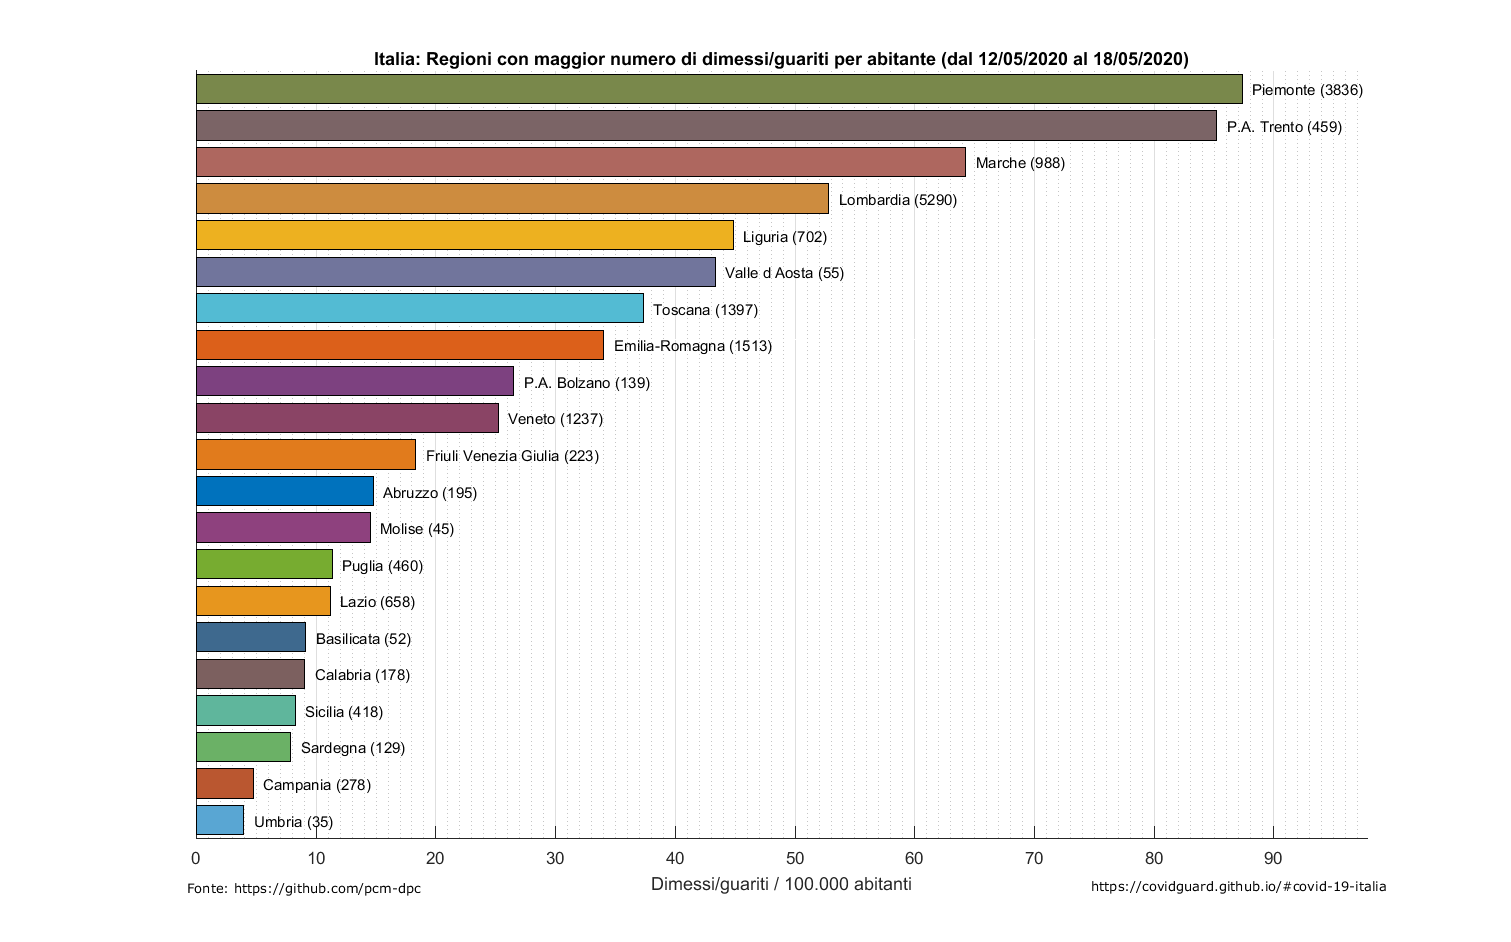 Italia: Regioni con maggior numero di dimessi/guariti per abitante (dal 12/05/2020 al 18/05/2020)
Piemonte (3836)
P.A. Trento (459)
Marche (988)
Lombardia (5290)
Liguria (702)
Valle d Aosta (55)
Toscana (1397)
Emilia-Romagna (1513)
P.A. Bolzano (139)
Veneto (1237)
Friuli Venezia Giulia (223)
Abruzzo (195)
Molise (45)
Puglia (460)
Lazio (658)
Basilicata (52)
Calabria (178)
Sicilia (418)
Sardegna (129)
Campania (278)
Umbria (35)
0 10 20 30 40 50 60 70 80 90
Dimessi/guariti / 100.000 abitanti
Fonte: https://github.com/pcm-dpc
https://covidguard.github.io/#covid-19-italia